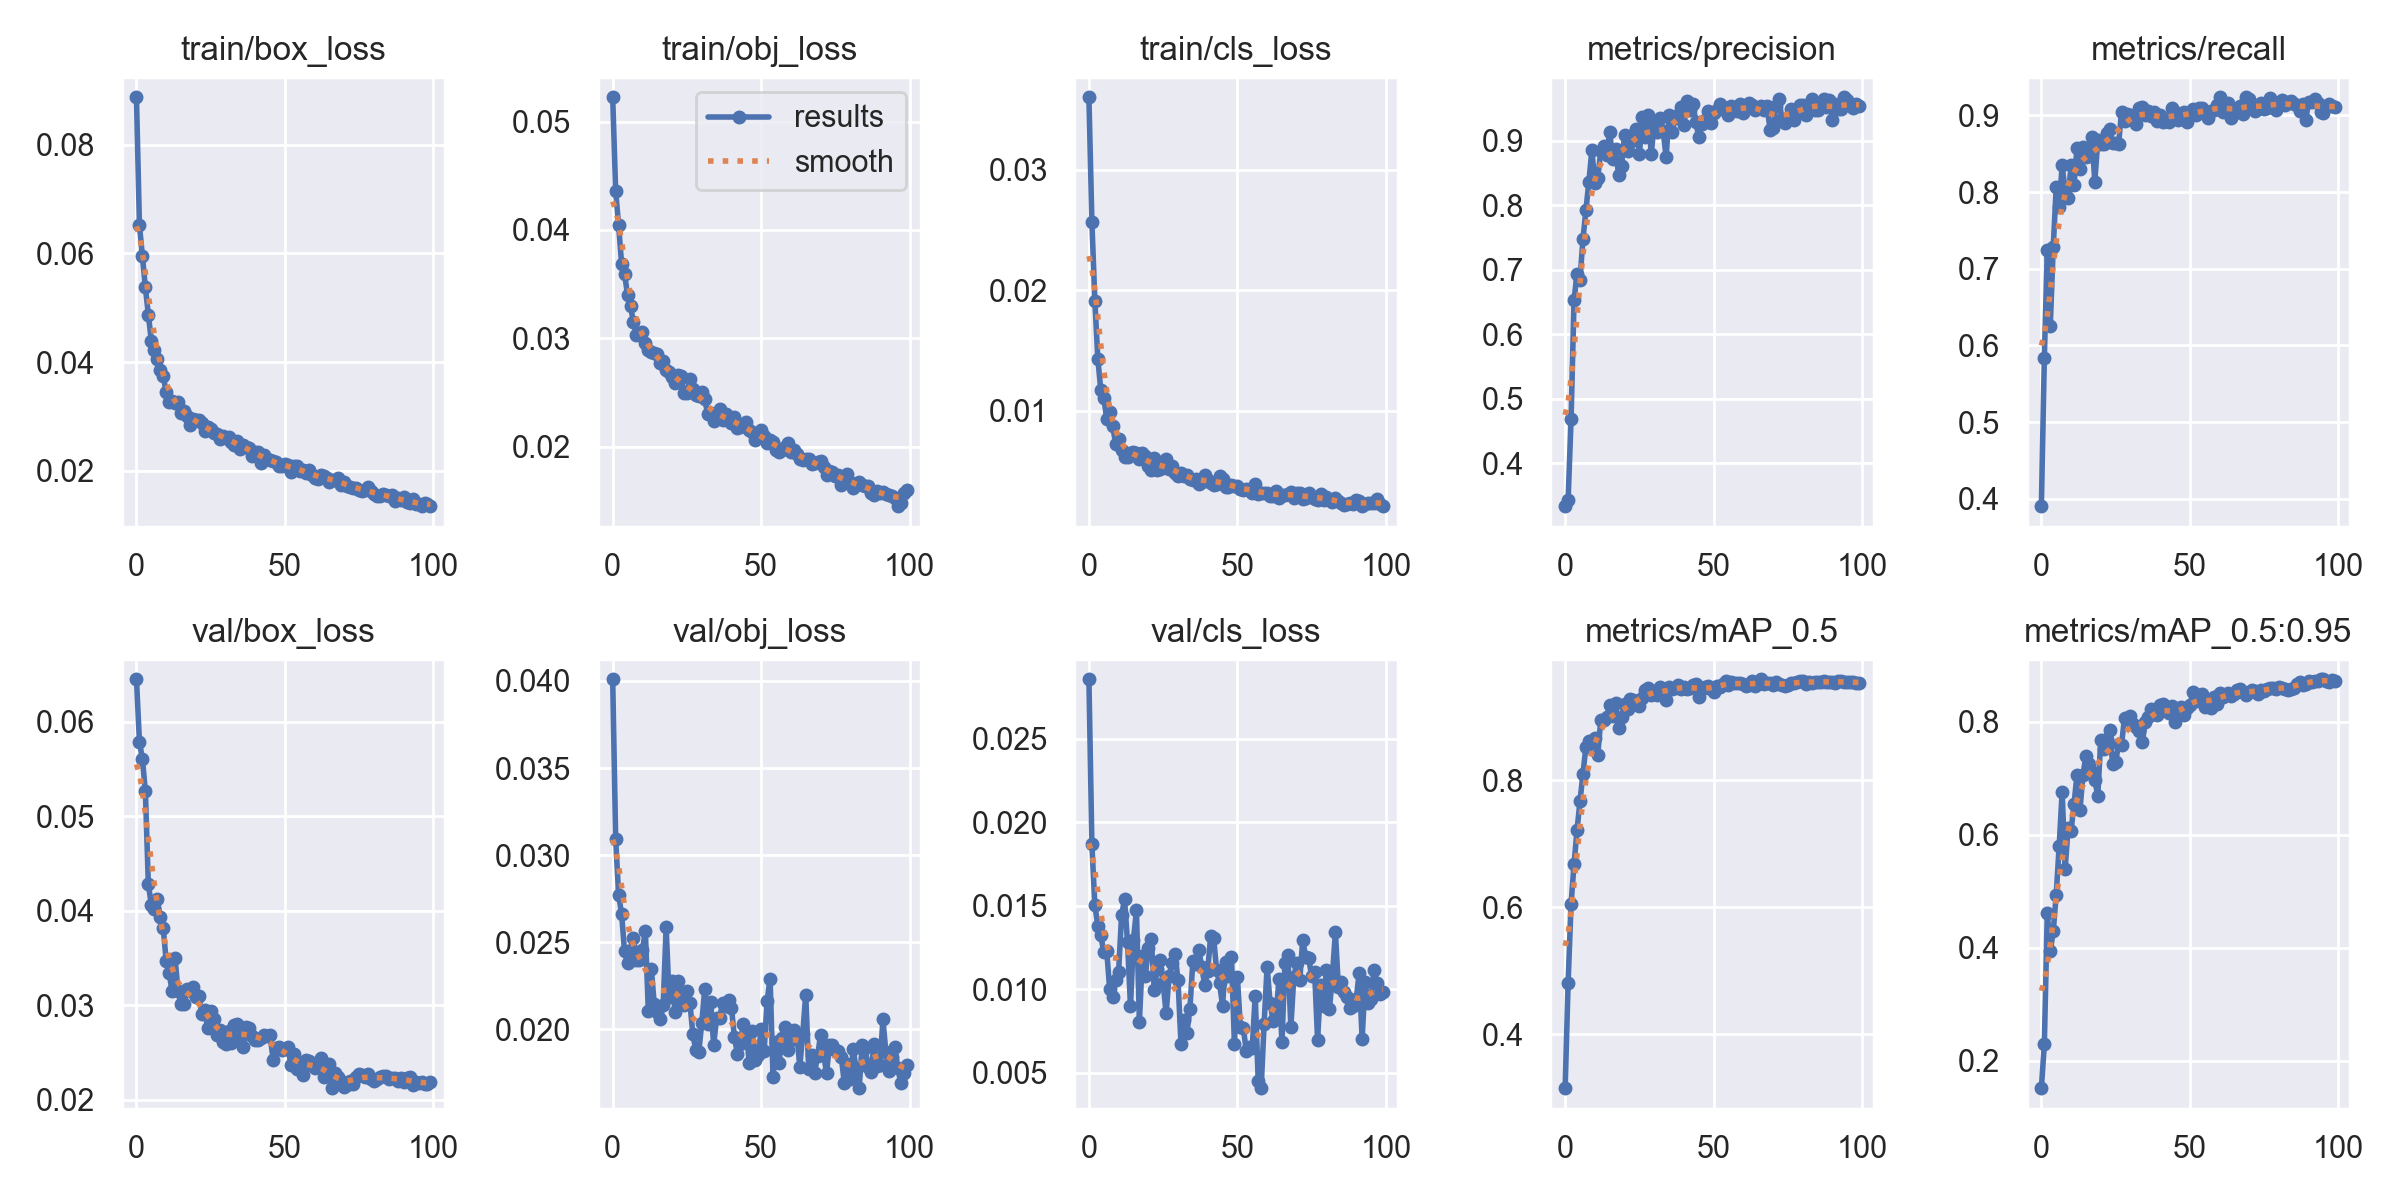 train/box_loss
0.08
0.06
0.04
0.02
0 50 100
train/obj_loss
results
smooth
0.05
0.04
0.03
0.02
0 50 100
train/cls_loss
0.03
0.02
0.01
0 50 100
metrics/precision
0.9
0.8
0.7
0.6
0.5
0.4
0 50 100
metrics/recall
0.9
0.8
0.7
0.6
0.5
0.4
0 50 100
val/box_loss
0.06
0.05
0.04
0.03
0.02
0 50 100
val/obj_loss
0.040
0.035
0.030
0.025
0.020
0 50 100
val/cls_loss
0.025
0.020
0.015
0.010
0.005
0 50 100
metrics/mAP_0.5
0.8
0.6
0.4
0 50 100
metrics/mAP_0.5:0.95
0.8
0.6
0.4
0.2
0 50 100